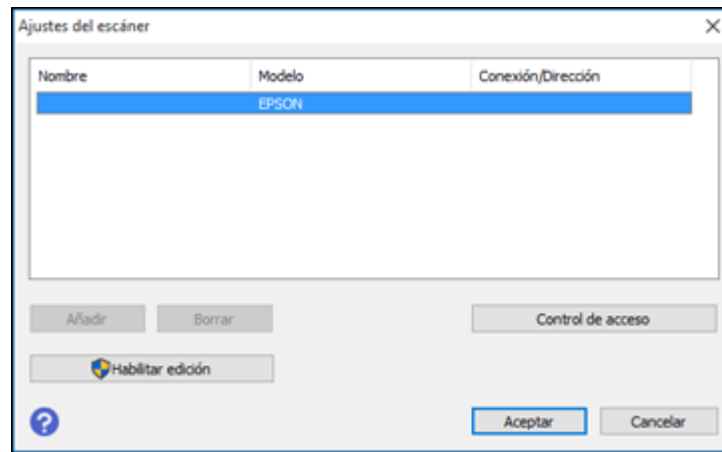 Ajustes del escáner
Nombre Modelo Conexión/Dirección
EPSON
Añadir Borrar Control de acceso
Habilitar edición
? Aceptar Cancelar